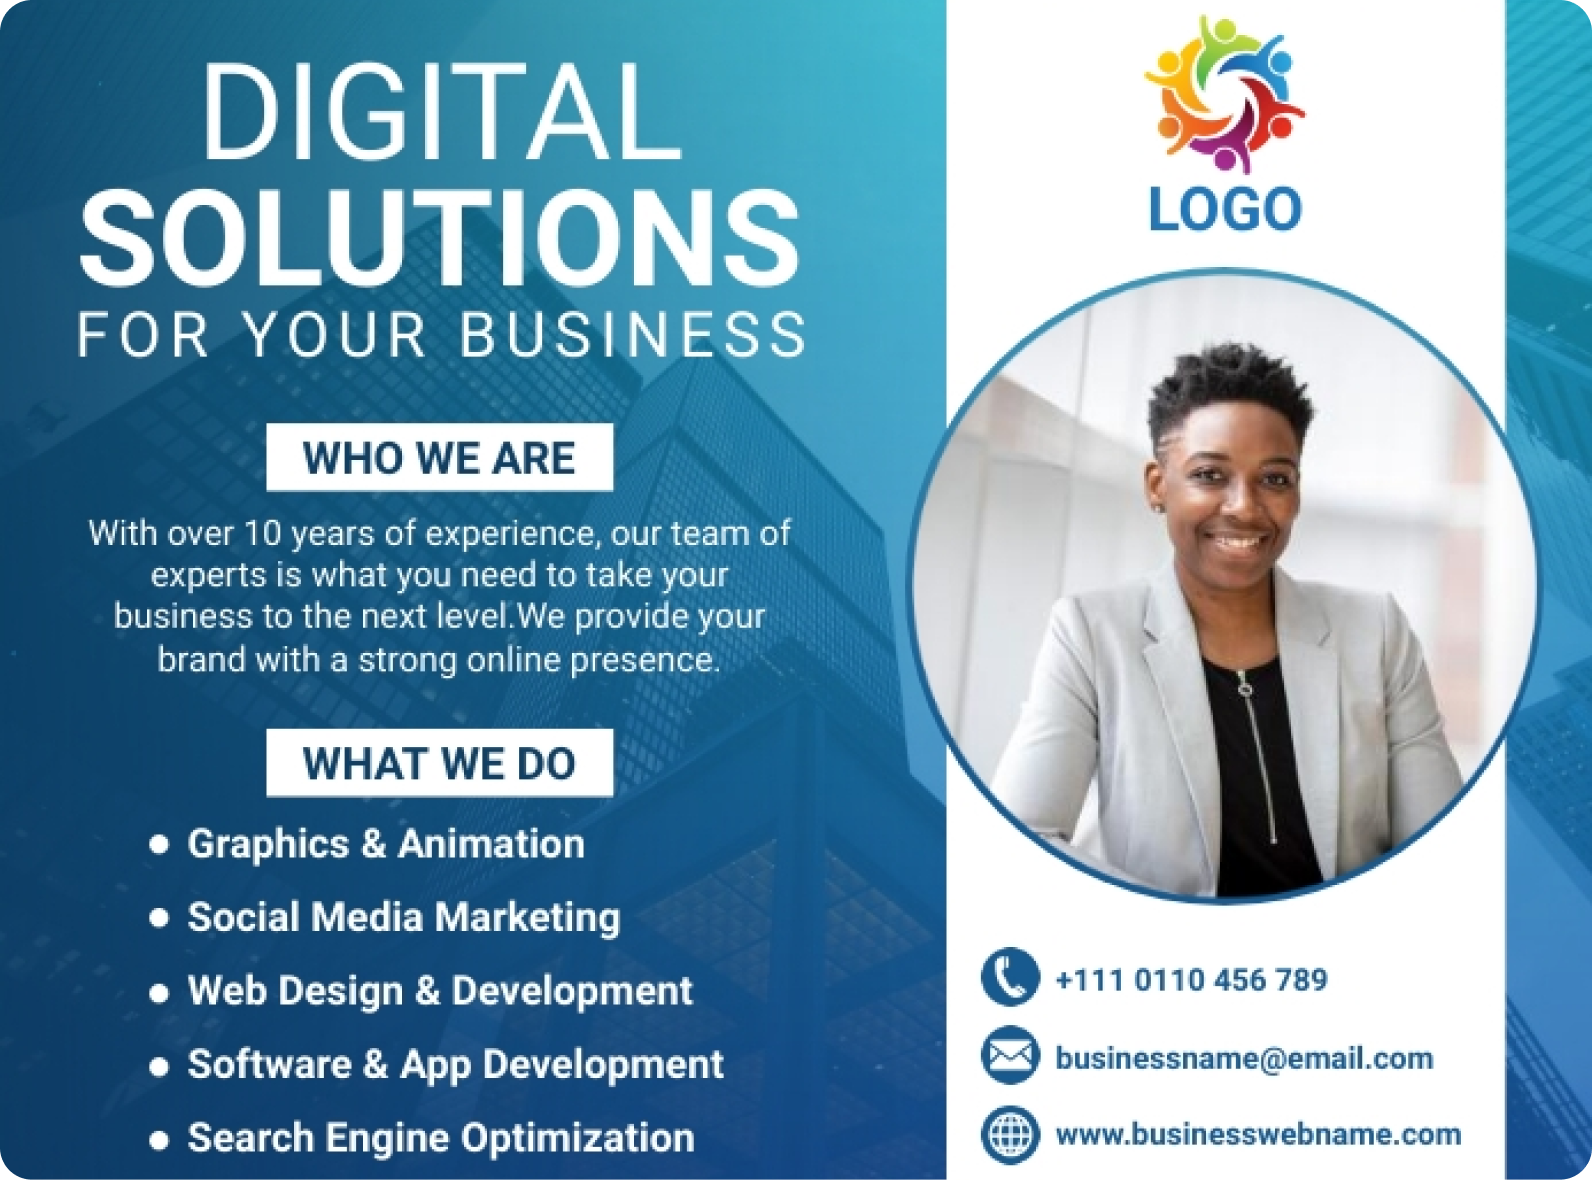 DIGITAL
SOLUTIONS
FOR YOUR BUSINESS
WHO WE ARE
With over 10 years of experience, our team of
experts is what you need to take your
business to the next level.We provide your
brand with a strong online presence.
WHAT WE DO
● Graphics & Animation
● Social Media Marketing
● Web Design & Development
● Software & App Development
● Search Engine Optimization
LOGO
+111 0110 456 789
businessname@email.com
www.businesswebname.com